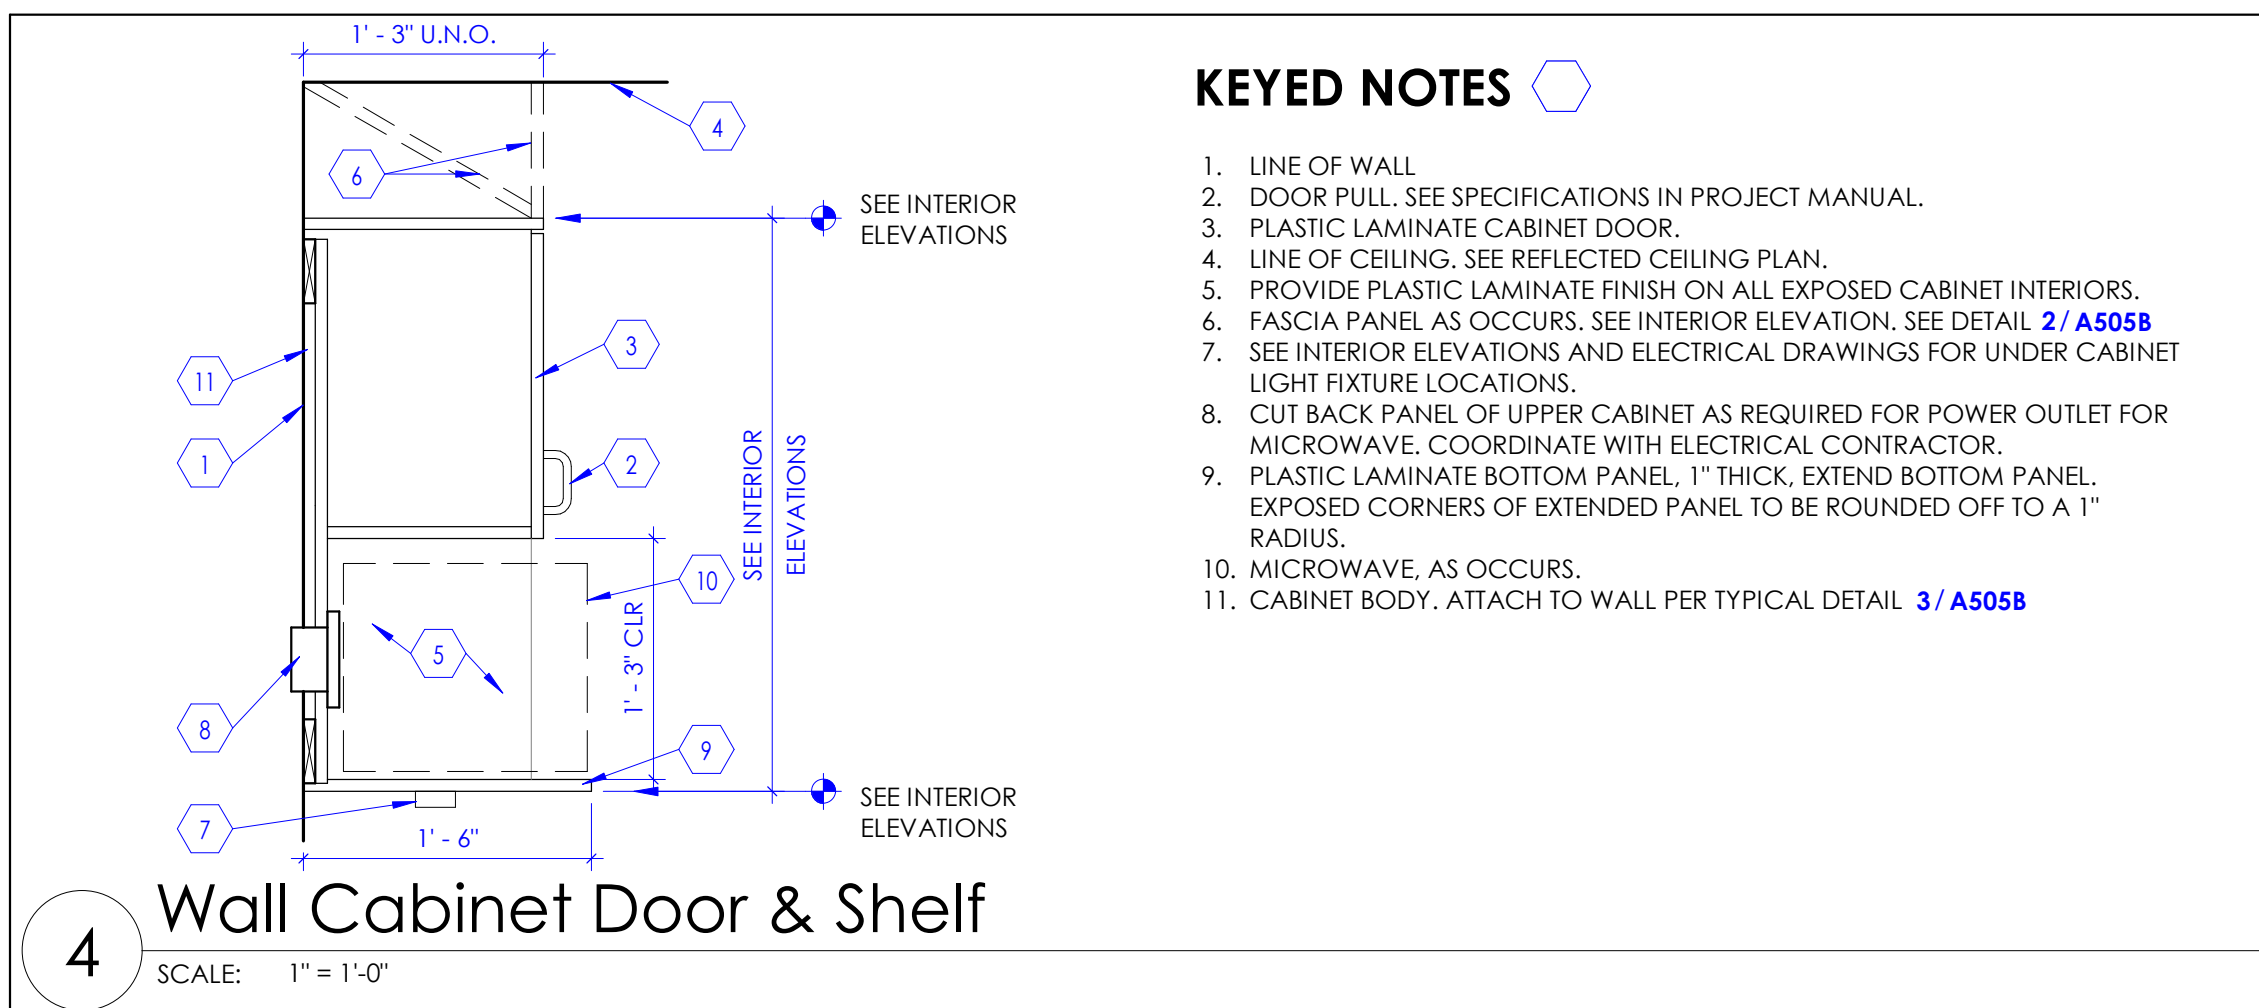 1' - 3" U.N.O.
4
6
SEE INTERIOR
ELEVATIONS
3
11
1
2
SEE INTERIOR
ELEVATIONS
10
1' - 3" CLR
5
8
9
7
1' - 6"
SEE INTERIOR
ELEVATIONS
KEYED NOTES
1. LINE OF WALL
2. DOOR PULL. SEE SPECIFICATIONS IN PROJECT MANUAL.
3. PLASTIC LAMINATE CABINET DOOR.
4. LINE OF CEILING. SEE REFLECTED CEILING PLAN.
5. PROVIDE PLASTIC LAMINATE FINISH ON ALL EXPOSED CABINET INTERIORS.
6. FASCIA PANEL AS OCCURS. SEE INTERIOR ELEVATION. SEE DETAIL 2 / A505B
7. SEE INTERIOR ELEVATIONS AND ELECTRICAL DRAWINGS FOR UNDER CABINET
LIGHT FIXTURE LOCATIONS.
8. CUT BACK PANEL OF UPPER CABINET AS REQUIRED FOR POWER OUTLET FOR
MICROWAVE. COORDINATE WITH ELECTRICAL CONTRACTOR.
9. PLASTIC LAMINATE BOTTOM PANEL, 1" THICK, EXTEND BOTTOM PANEL.
EXPOSED CORNERS OF EXTENDED PANEL TO BE ROUNDED OFF TO A 1"
RADIUS.
10. MICROWAVE, AS OCCURS.
11. CABINET BODY. ATTACH TO WALL PER TYPICAL DETAIL 3 / A505B
4
Wall Cabinet Door & Shelf
SCALE: 1" = 1'-0"